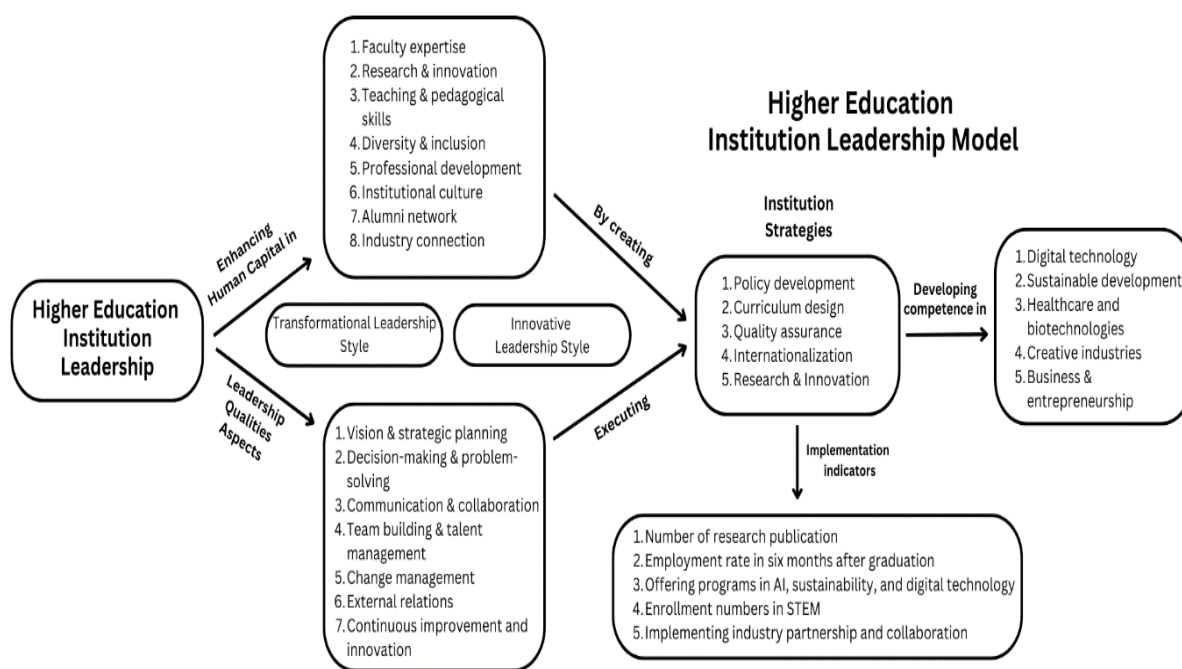 Higher Education
Institution Leadership Model
1. Faculty expertise
2. Research & innovation
3. Teaching & pedagogical
skills
4. Diversity & inclusion
5. Professional development
6. Institutional culture
7. Alumni network
8. Industry connection
Enhancing
Human Capital in
By creating
Higher Education
Institution
Leadership
Transformational Leadership
Style
Innovative
Leadership Style
Leadership
Qualities
Aspects
Executing
1. Vision & strategic planning
2. Decision-making & problem-
solving
3. Communication & collaboration
4. Team building & talent
management
5. Change management
6. External relations
7. Continuous improvement and
innovation
Institution
Strategies
1. Policy development
2. Curriculum design
3. Quality assurance
4. Internationalization
5. Research & Innovation
Developing
competence in
1. Digital technology
2. Sustainable development
3. Healthcare and
biotechnologies
4. Creative industries
5. Business &
entrepreneurship
Implementation
indicators
1. Number of research publication
2. Employment rate in six months after graduation
3. Offering programs in AI, sustainability, and digital technology
4. Enrollment numbers in STEM
5. Implementing industry partnership and collaboration